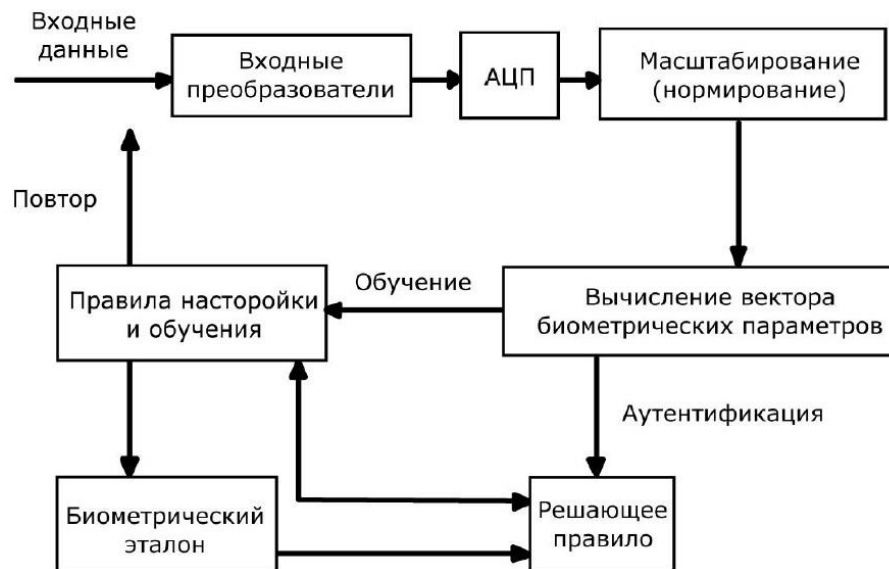 Входные
данные
Входные
преобразователи
АЦП
Масштабирование
(нормирование)
Повтор
Обучение
Правила насторойки
и обучения
Вычисление вектора
биометрических параметров
Аутентификация
Биометрический
эталон
Решающее
правило